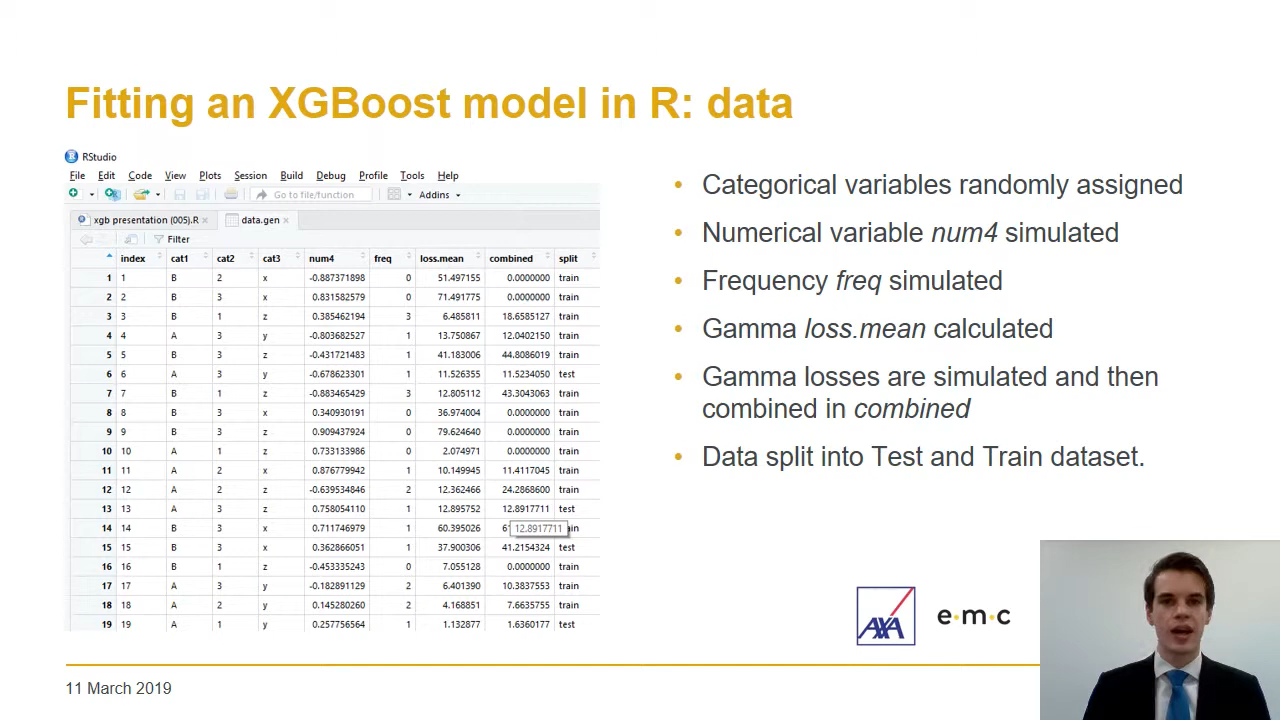 Fitting an XGBoost model in R: data
RStudio
File Edit Code View Plots Session Build Debug Profile Tools Help
Go to file/function Addins
xgb presentation (005).R data.gen
Filter
index cat1 cat2 cat3 num4 freq loss.mean combined split
1 1 B 2 x -0.887371898 0 51.497155 0.0000000 train
2 2 B 3 x 0.831582579 0 71.491775 0.0000000 train
3 3 B 1 z 0.385462194 3 6.485811 18.6585127 train
4 4 A 3 y -0.803682527 1 13.750867 12.0402150 train
5 5 B 3 z -0.431721483 1 41.183006 44.8086019 train
6 6 A 3 y -0.678623301 1 11.526355 11.5234050 test
7 7 B 1 z -0.883465429 3 12.805112 43.3043063 train
8 8 B 3 x 0.340930191 0 36.974004 0.0000000 train
9 9 B 3 z 0.909437924 0 79.624640 0.0000000 train
10 10 A 1 z 0.733133986 0 2.074971 0.0000000 train
11 11 A 2 x 0.876779942 1 10.149945 11.4117045 train
12 12 A 2 z -0.639534846 2 12.362466 24.2868600 train
13 13 A 3 z 0.758054110 1 12.895752 12.8917711 test
14 14 B 3 x 0.711746979 1 60.395026 12.8917711
15 15 B 3 x 0.362866051 1 37.900306 41.2154324 test
16 16 B 1 z -0.453335243 0 7.055128 0.0000000 train
17 17 A 3 y -0.182891129 2 6.401390 10.3837553 train
18 18 A 2 y 0.145280260 2 4.168851 7.6635755 train
19 19 A 1 y 0.257756564 1 1.132877 1.6360177 test
• Categorical variables randomly assigned
• Numerical variable num4 simulated
• Frequency freq simulated
• Gamma loss.mean calculated
• Gamma losses are simulated and then
combined in combined
• Data split into Test and Train dataset.
AXA
e·m·c
11 March 2019